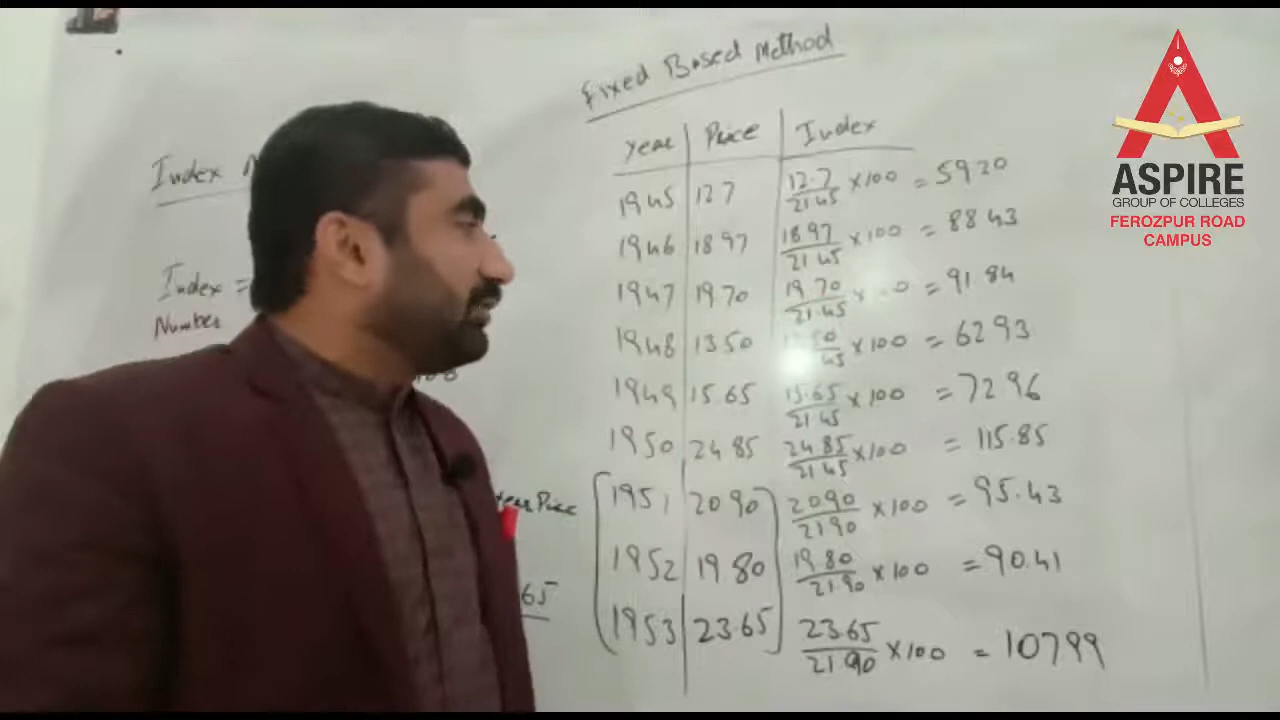 Fixed Based Method
Year Price Index
1945 12.7 12.7/21.45 ×100 = 59.20
1946 18.97 18.97/21.45 ×100 = 88.43
1947 19.70 19.70/21.45 × 00 = 91.84
1948 13.50 50/45 ×100 = 62.93
1949 15.65 15.65/21.45 ×100 = 72.96
1950 24.85 24.85/21.45 ×100 = 115.85
1951 20.90 20.90/21.90 ×100 = 95.43
1952 19.80 19.80/21.90 ×100 = 90.41
1953 23.65 23.65/21.90 ×100 = 107.99
Index
Index =
Number
Price
65
ASPIRE
GROUP OF COLLEGES
FEROZPUR ROAD
CAMPUS